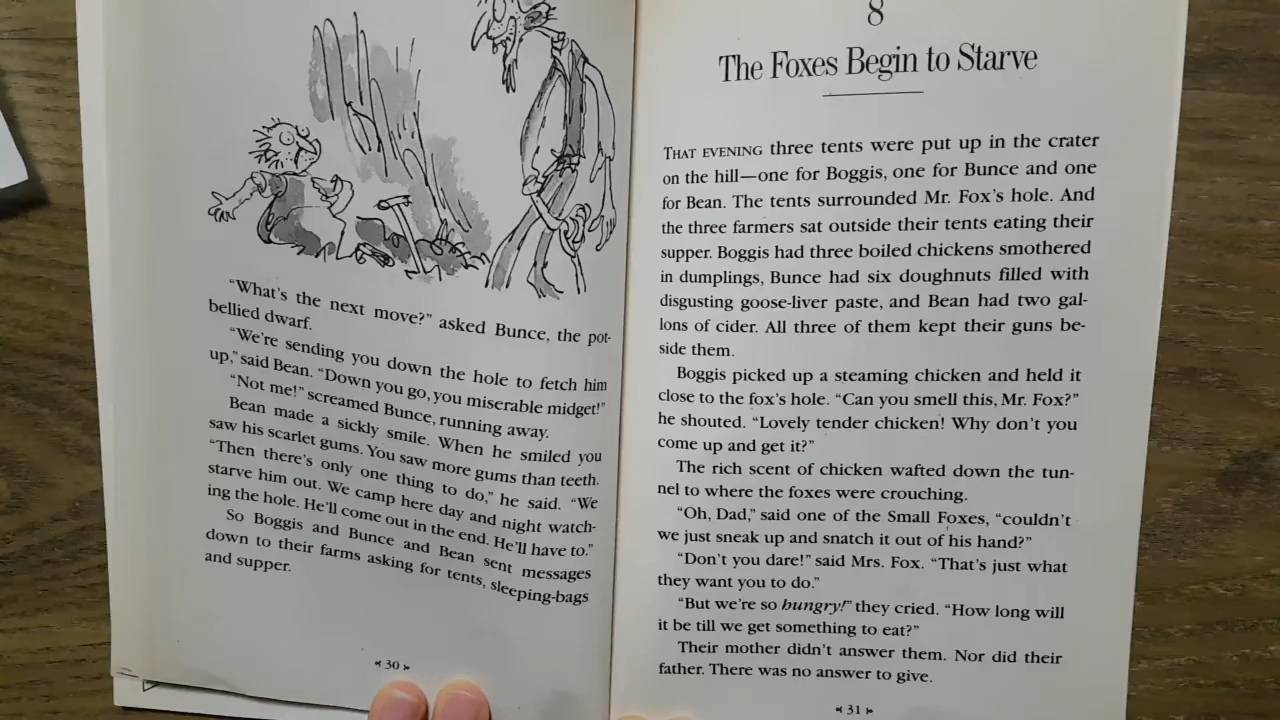 "What's the next move?" asked Bunce, the pot-
bellied dwarf.
"We're sending you down the hole to fetch him
up," said Bean. "Down you go, you miserable midget!"
"Not me!" screamed Bunce, running away.
Bean made a sickly smile. When he smiled you
saw his scarlet gums. You saw more gums than teeth.
"Then there's only one thing to do," he said. "We
starve him out. We camp here day and night watch-
ing the hole. He'll come out in the end. He'll have to."
So Boggis and Bunce and Bean sent messages
down to their farms asking for tents, sleeping-bags
and supper.
30
8
The Foxes Begin to Starve
THAT EVENING three tents were put up in the crater
on the hill—one for Boggis, one for Bunce and one
for Bean. The tents surrounded Mr. Fox's hole. And
the three farmers sat outside their tents eating their
supper. Boggis had three boiled chickens smothered
in dumplings, Bunce had six doughnuts filled with
disgusting goose-liver paste, and Bean had two gal-
lons of cider. All three of them kept their guns be-
side them.
Boggis picked up a steaming chicken and held it
close to the fox's hole. "Can you smell this, Mr. Fox?"
he shouted. "Lovely tender chicken! Why don't you
come up and get it?"
The rich scent of chicken wafted down the tun-
nel to where the foxes were crouching.
"Oh, Dad," said one of the Small Foxes, "couldn't
we just sneak up and snatch it out of his hand?"
"Don't you dare!" said Mrs. Fox. "That's just what
they want you to do."
"But we're so hungry!" they cried. "How long will
it be till we get something to eat?"
Their mother didn't answer them. Nor did their
father. There was no answer to give.
31